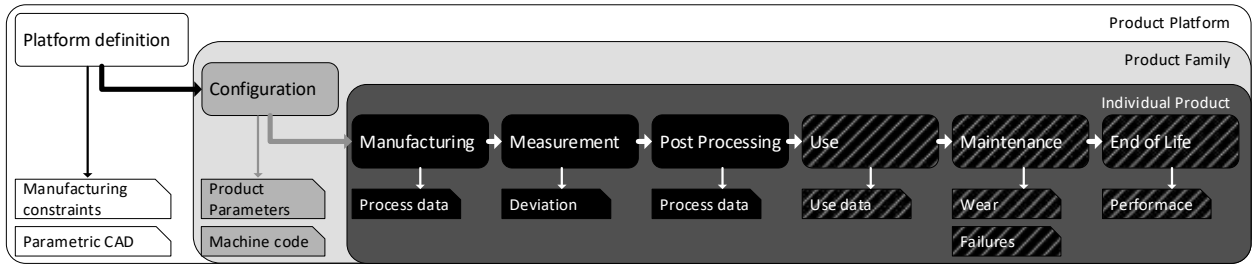 Product Platform
Platform definition
Product Family
Configuration
Individual Product
Manufacturing
Measurement
Post Processing
Use
Maintenance
End of Life
Manufacturing
constraints
Product
Parameters
Process data
Deviation
Process data
Use data
Wear
Performace
Parametric CAD
Machine code
Failures